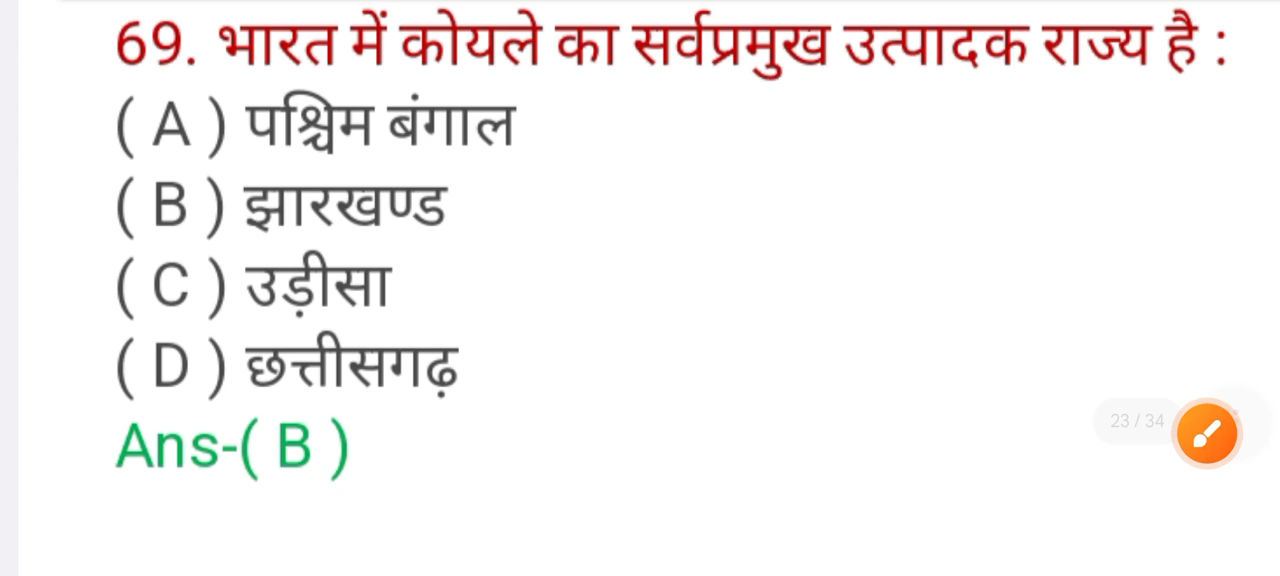 69. भारत में कोयले का सर्वप्रमुख उत्पादक राज्य है :
( A ) पश्चिम बंगाल
( B ) झारखण्ड
( C ) उड़ीसा
( D ) छत्तीसगढ़
Ans-( B )
23 / 34